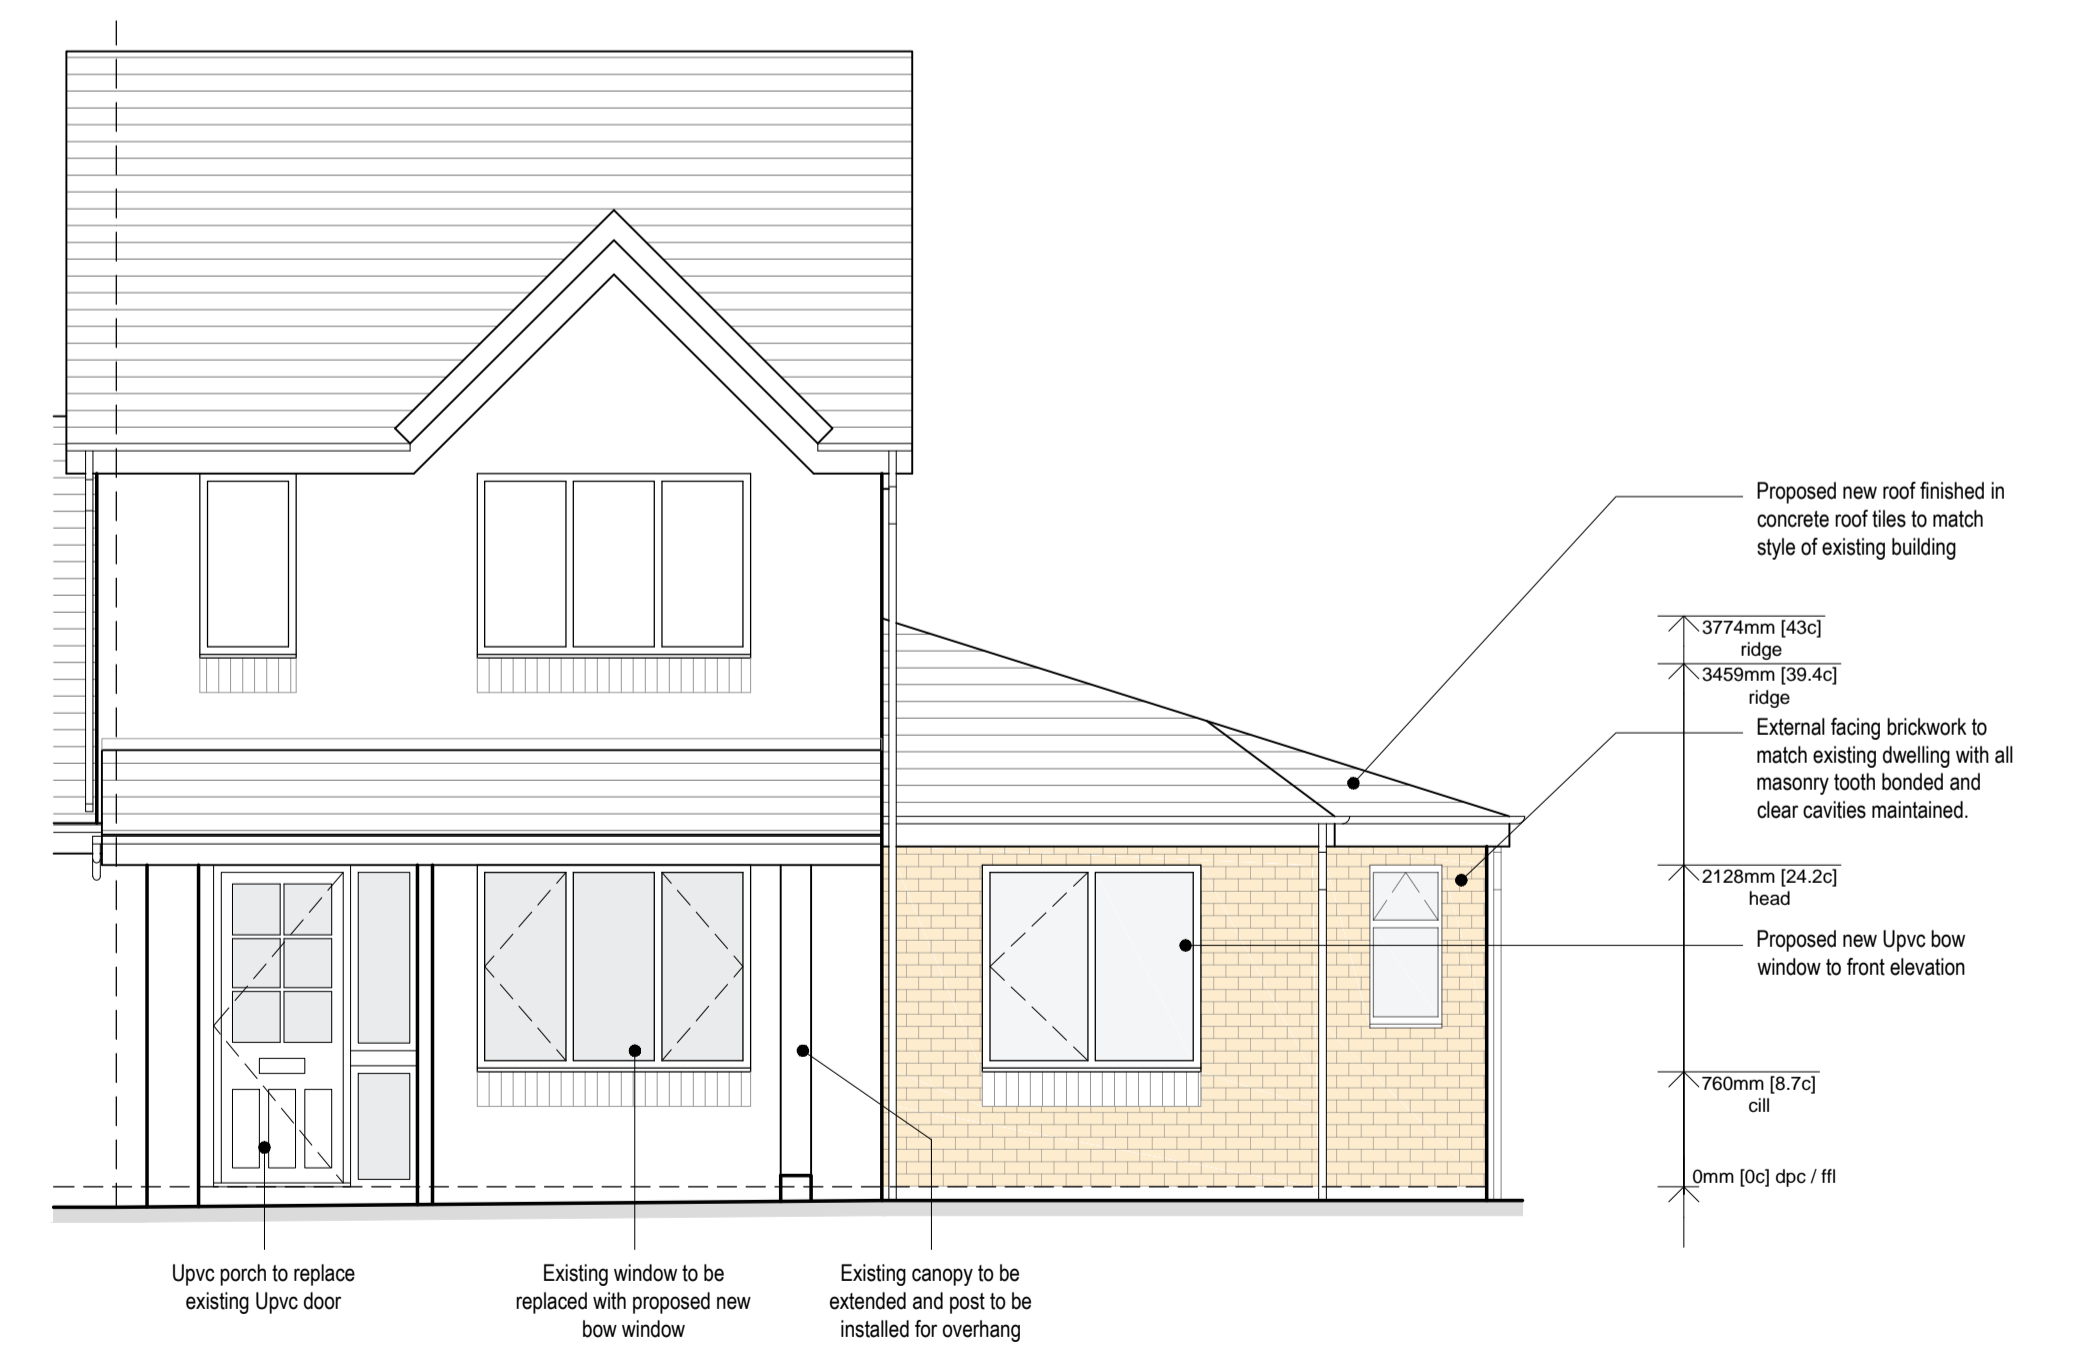 Proposed new roof finished in
concrete roof tiles to match
style of existing building
3774mm [43c]
ridge
3459mm [39.4c]
ridge
External facing brickwork to
match existing dwelling with all
masonry tooth bonded and
clear cavities maintained.
2128mm [24.2c]
head
Proposed new Upvc bow
window to front elevation
760mm [8.7c]
cill
0mm [0c] dpc / ffl
Upvc porch to replace
existing Upvc door
Existing window to be
replaced with proposed new
bow window
Existing canopy to be
extended and post to be
installed for overhang